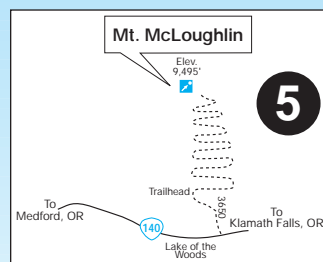 Mt. McLoughlin
Elev.
9,495'
5
Trailhead
3650
To
Medford, OR
140
To
Klamath Falls, OR
Lake of the
Woods